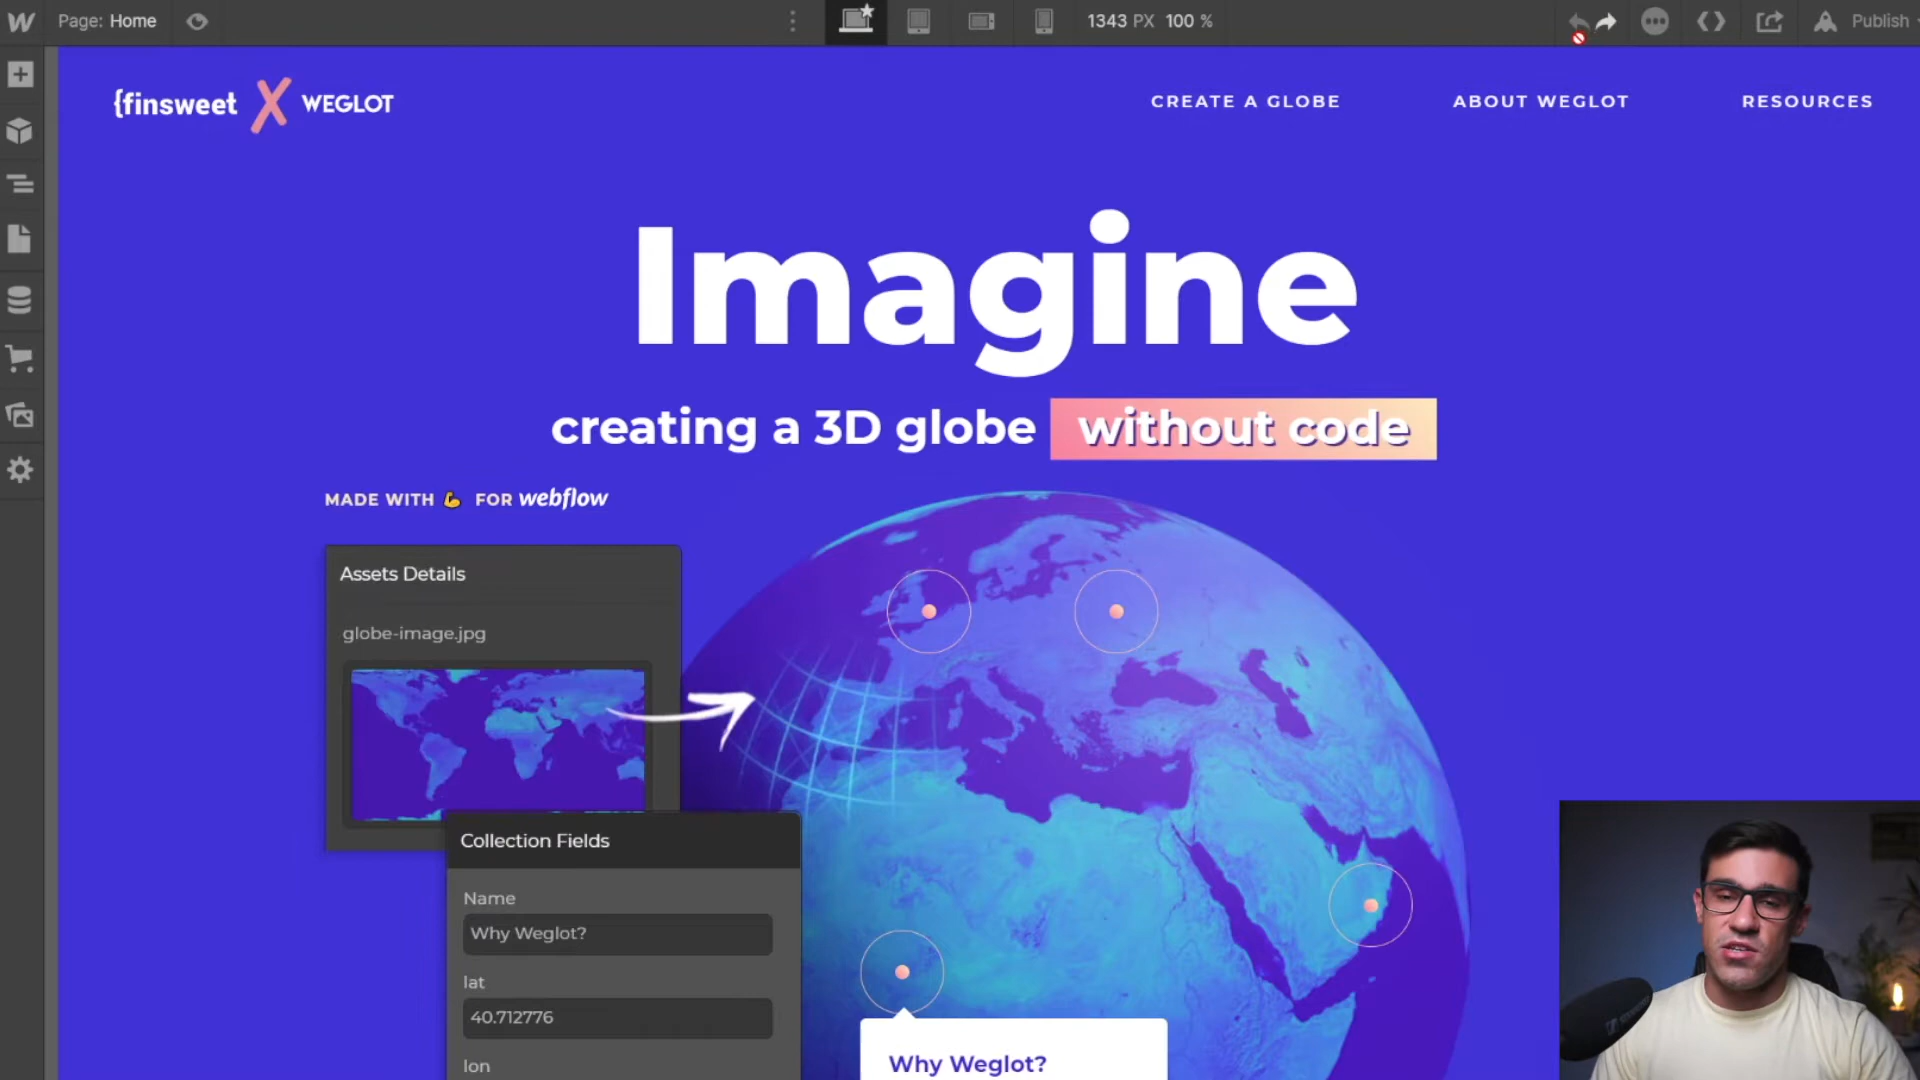 Page: Home
1343 PX 100 %
Publish
{finsweet X WEGLOT
CREATE A GLOBE
ABOUT WEGLOT
RESOURCES
Imagine
creating a 3D globe without code
MADE WITH 💪 FOR webflow
Assets Details
globe-image.jpg
Collection Fields
Name
Why Weglot?
lat
40.712776
lon
Why Weglot?